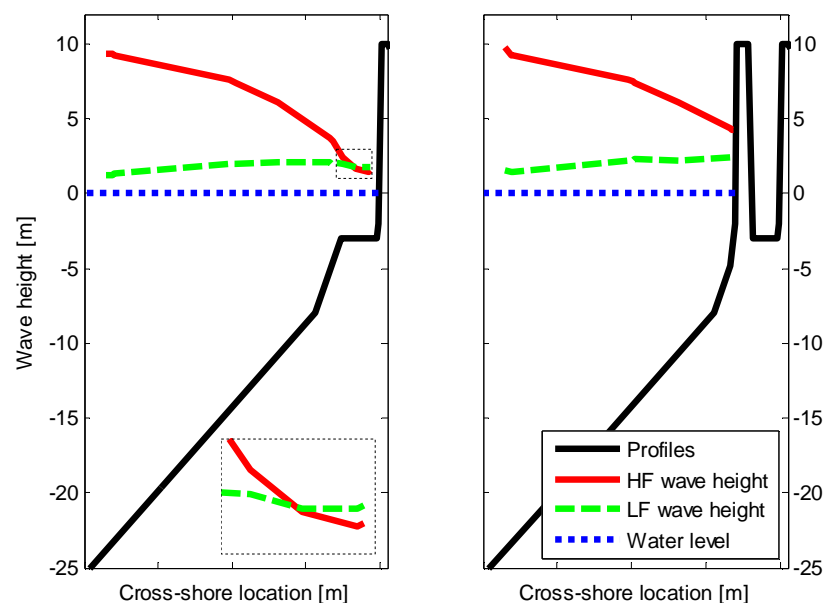 10
5
0
-5
-10
-15
-20
-25
Wave height [m]
Cross-shore location [m]
10
5
0
-5
-10
-15
-20
-25
Cross-shore location [m]
Profiles
HF wave height
LF wave height
Water level